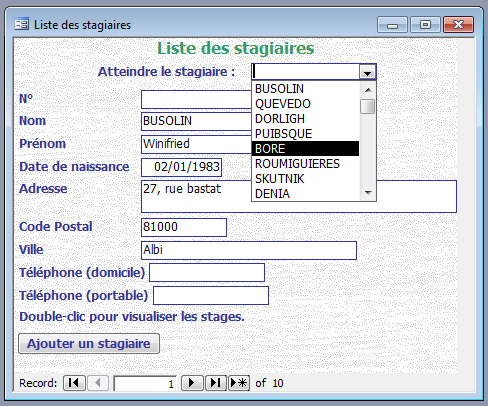 Liste des stagiaires
Liste des stagiaires
Atteindre le stagiaire :
BUSOLIN
QUEVEDO
DORLIGH
PUIBSQUE
BORE
ROUMIGUIERES
SKUTNIK
DENIA
N°
Nom BUSOLIN
Prénom Winifried
Date de naissance 02/01/1983
Adresse 27, rue bastat
Code Postal 81000
Ville Albi
Téléphone (domicile)
Téléphone (portable)
Double-clic pour visualiser les stages.
Ajouter un stagiaire
Record: 1 of 10